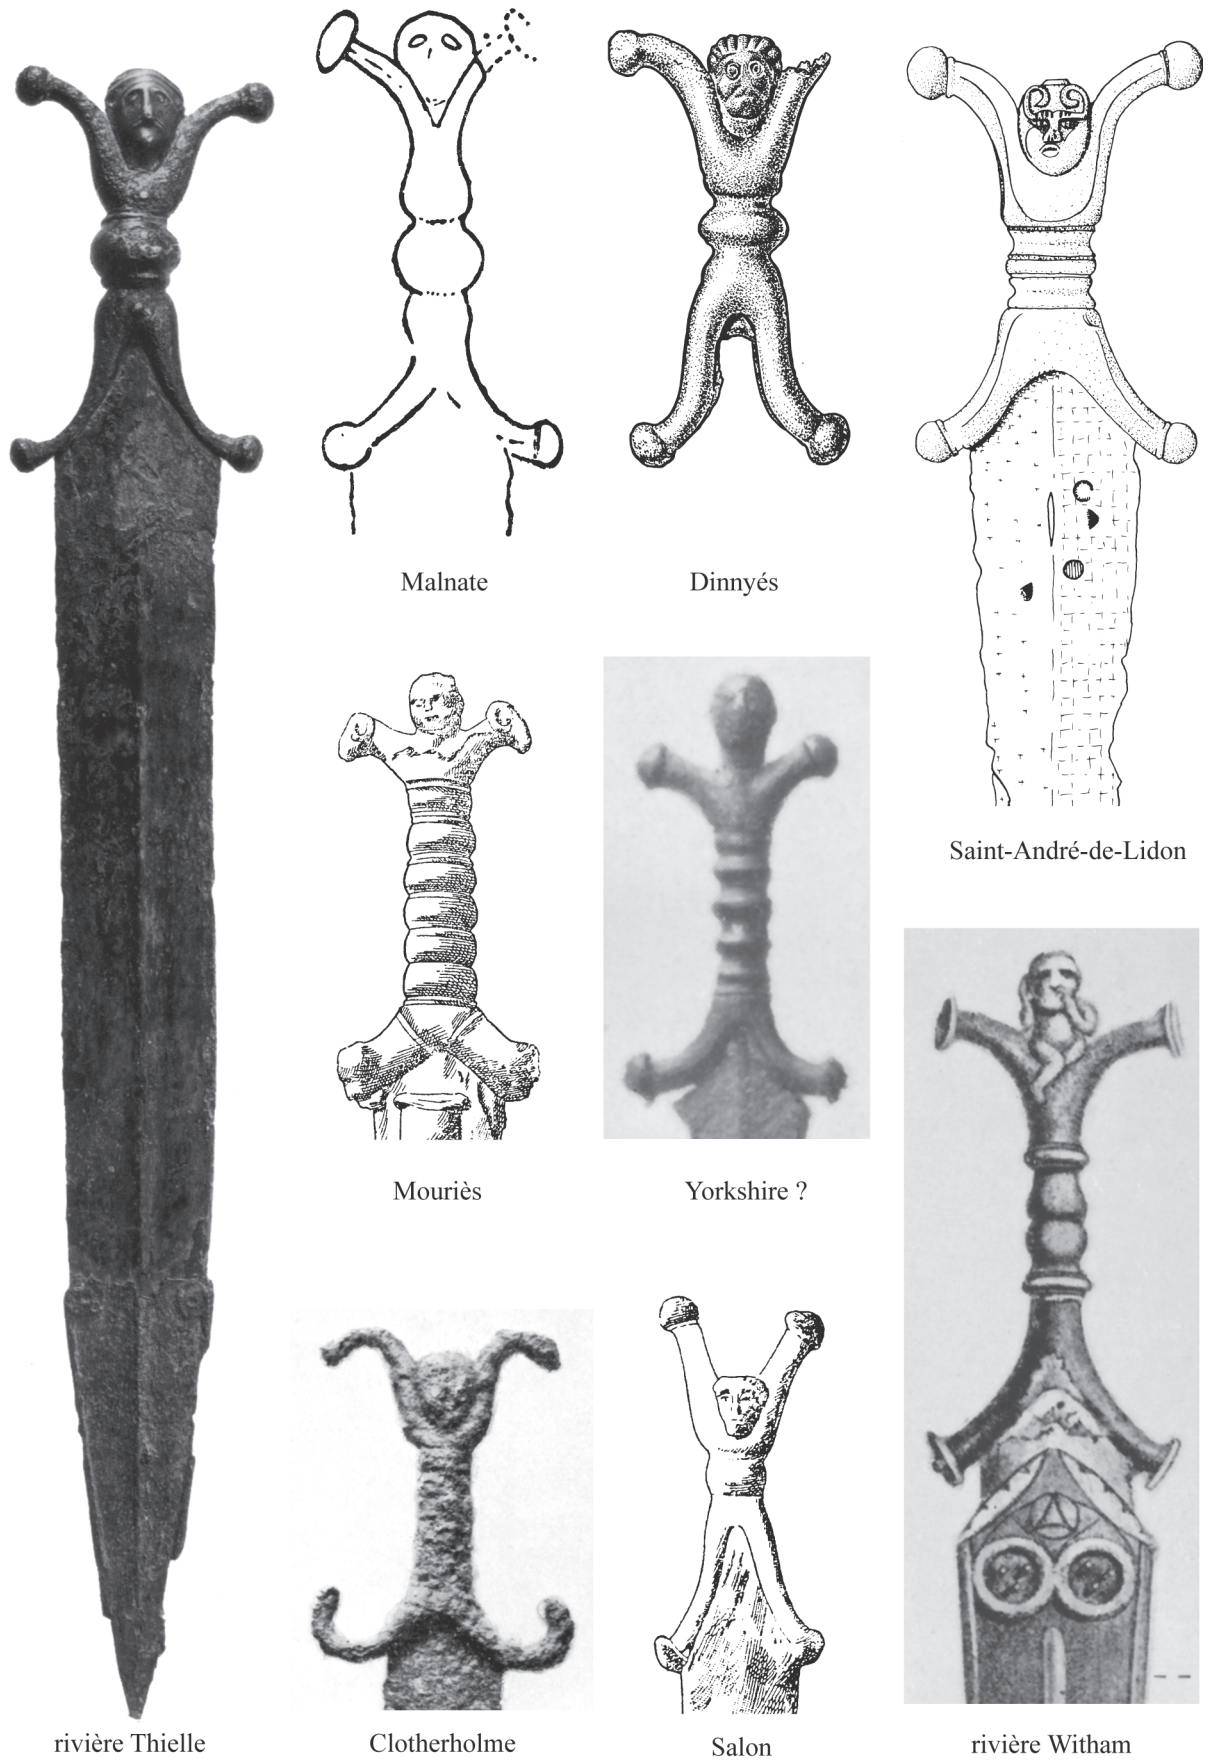 Malnate
Dinnyés
Saint-André-de-Lidon
Mouriès
Yorkshire ?
rivière Thielle
Clotherholme
Salon
rivière Witham